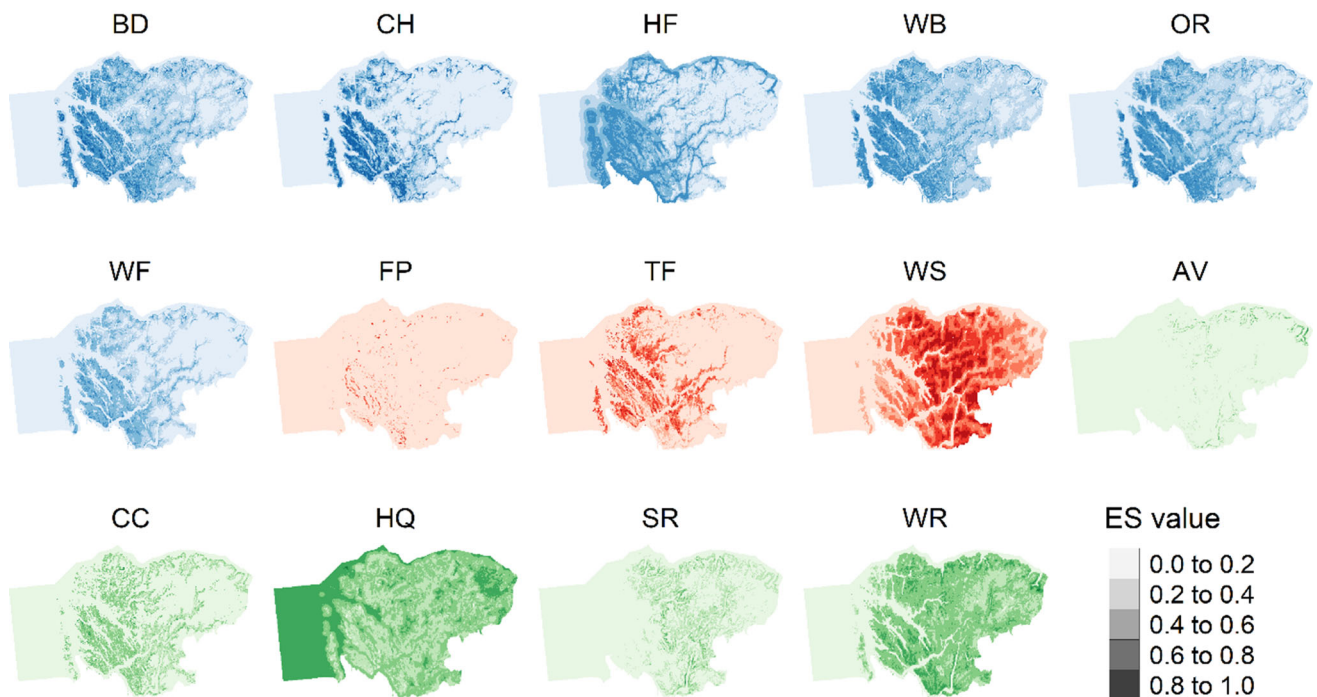 BD CH HF WB OR
WF FP TF WS AV
CC HQ SR WR ES value
0.0 to 0.2
0.2 to 0.4
0.4 to 0.6
0.6 to 0.8
0.8 to 1.0